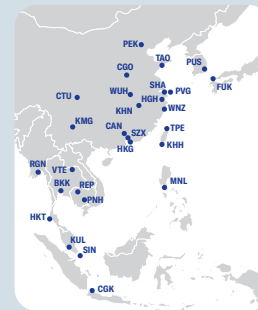 PEK
TAO
PUS
CGO
FUK
SHA
CTU
WUH
PVG
HGH
KHN
WNZ
KMG
CAN
SZX
TPE
HKG
KHH
RGN
VTE
MNL
BKK
REP
PNH
HKT
KUL
SIN
CGK